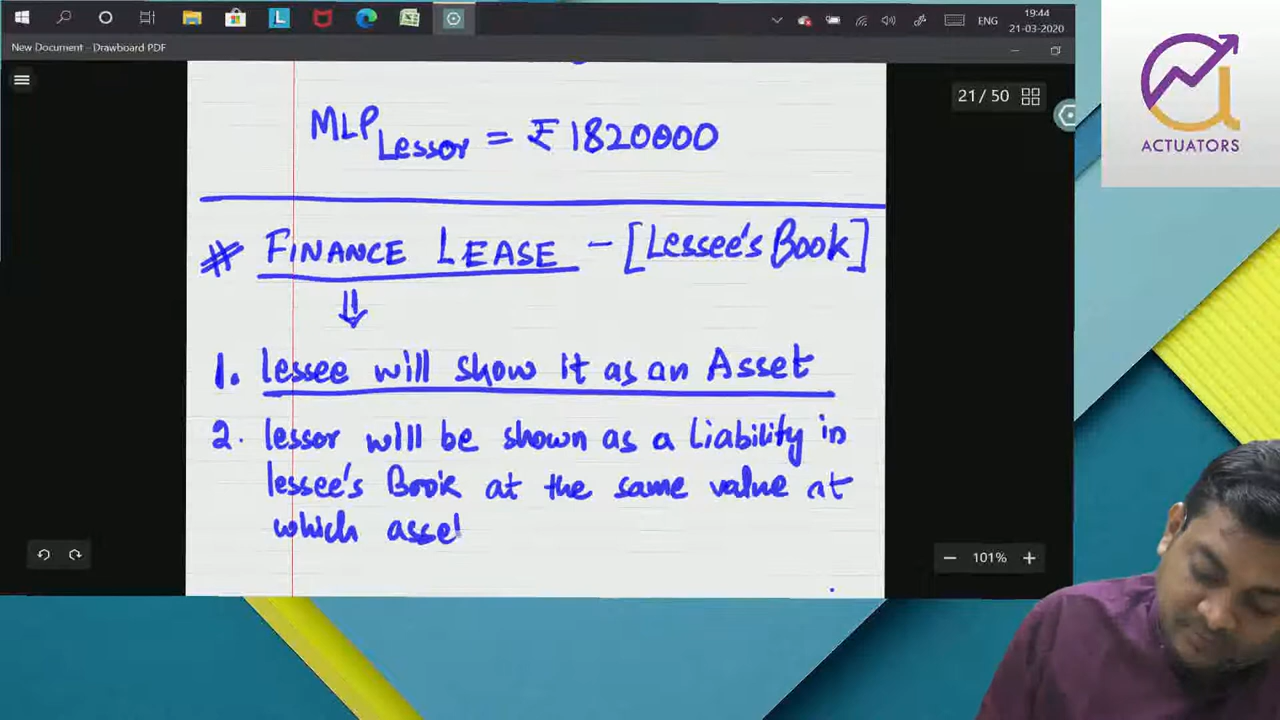 19:44
ENG
21-03-2020
New Document - Drawboard PDF
21 / 50
ACTUATORS
MLP Lessor = ₹ 1820000
# FINANCE LEASE - [Lessee's Book]
⇓
1. lessee will show it as an Asset
2. lessor will be shown as a Liability in
lessee's Book at the same value at
which asset
101%